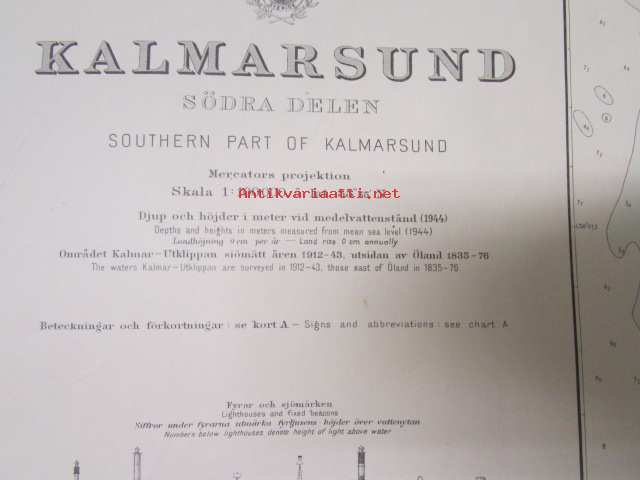 KALMARSUND
SÖDRA DELEN
SOUTHERN PART OF KALMARSUND
Mercators projektion
Skala 1:
Antikvariaatti.net
Djup och höjder i meter vid medelvattenstånd (1944)
Depths and heights in meters measured from mean sea level (1944)
Landhöjning 0 cm per år — Land rise 0 cm annually
Området Kalmar–Utklippan sjömätt åren 1912–43, utsidan av Öland 1835–76
The waters Kalmar–Utklippan are surveyed in 1912–43, those east of Öland in 1835–76
Beteckningar och förkortningar: se kort A – Signs and abbreviations: see chart A
Fyrar och sjömärken
Lighthouses and fixed beacons
Siffror under fyrarna utmärka fyrljusens höjder över vattenytan
Numbers below lighthouses denote height of light above water